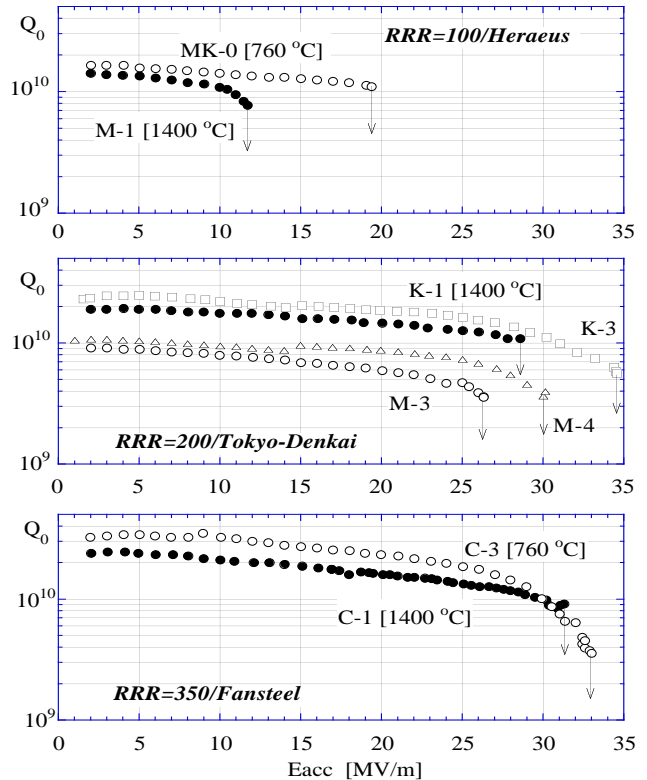 Q0
RRR=100/Heraeus
MK-0 [760 °C]
10^10
M-1 [1400 °C]
10^9
0 5 10 15 20 25 30 35
Q0
K-1 [1400 °C]
K-3
10^10
M-3
M-4
RRR=200/Tokyo-Denkai
10^9
0 5 10 15 20 25 30 35
Q0
C-3 [760 °C]
10^10
C-1 [1400 °C]
RRR=350/Fansteel
10^9
0 5 10 15 20 25 30 35
Eacc [MV/m]